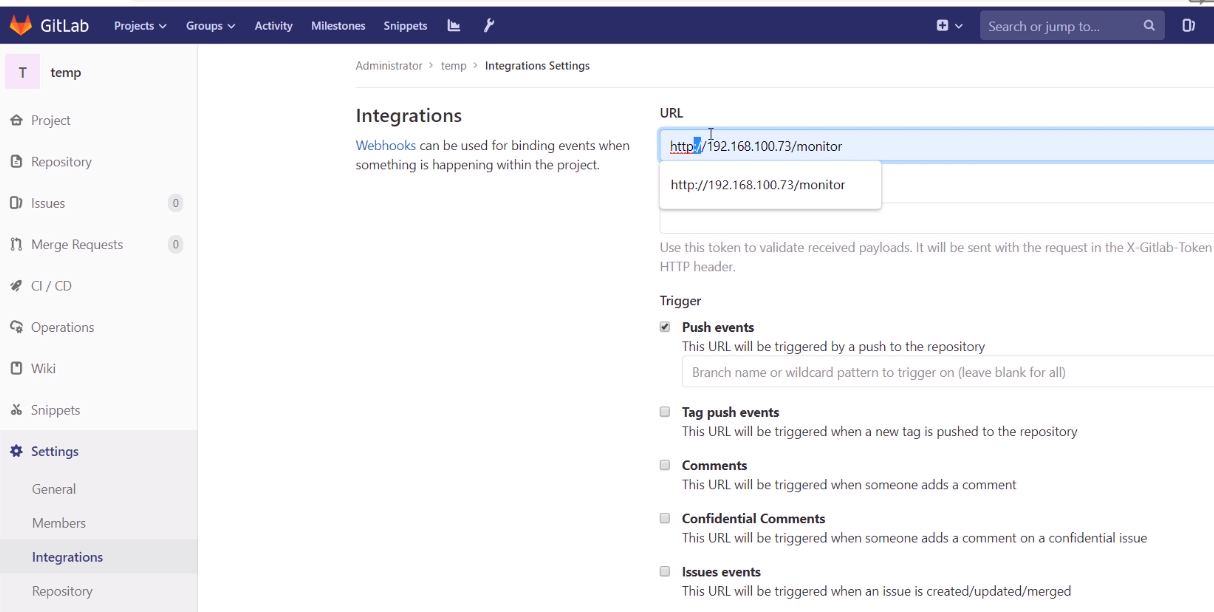 GitLab Projects Groups Activity Milestones Snippets Search or jump to...
T temp
Administrator > temp > Integrations Settings
Project
Repository
Issues 0
Merge Requests 0
CI / CD
Operations
Wiki
Snippets
Settings
General
Members
Integrations
Repository
Integrations
Webhooks can be used for binding events when
something is happening within the project.
URL
http://192.168.100.73/monitor
http://192.168.100.73/monitor
Use this token to validate received payloads. It will be sent with the request in the X-Gitlab-Token
HTTP header.
Trigger
Push events
This URL will be triggered by a push to the repository
Branch name or wildcard pattern to trigger on (leave blank for all)
Tag push events
This URL will be triggered when a new tag is pushed to the repository
Comments
This URL will be triggered when someone adds a comment
Confidential Comments
This URL will be triggered when someone adds a comment on a confidential issue
Issues events
This URL will be triggered when an issue is created/updated/merged